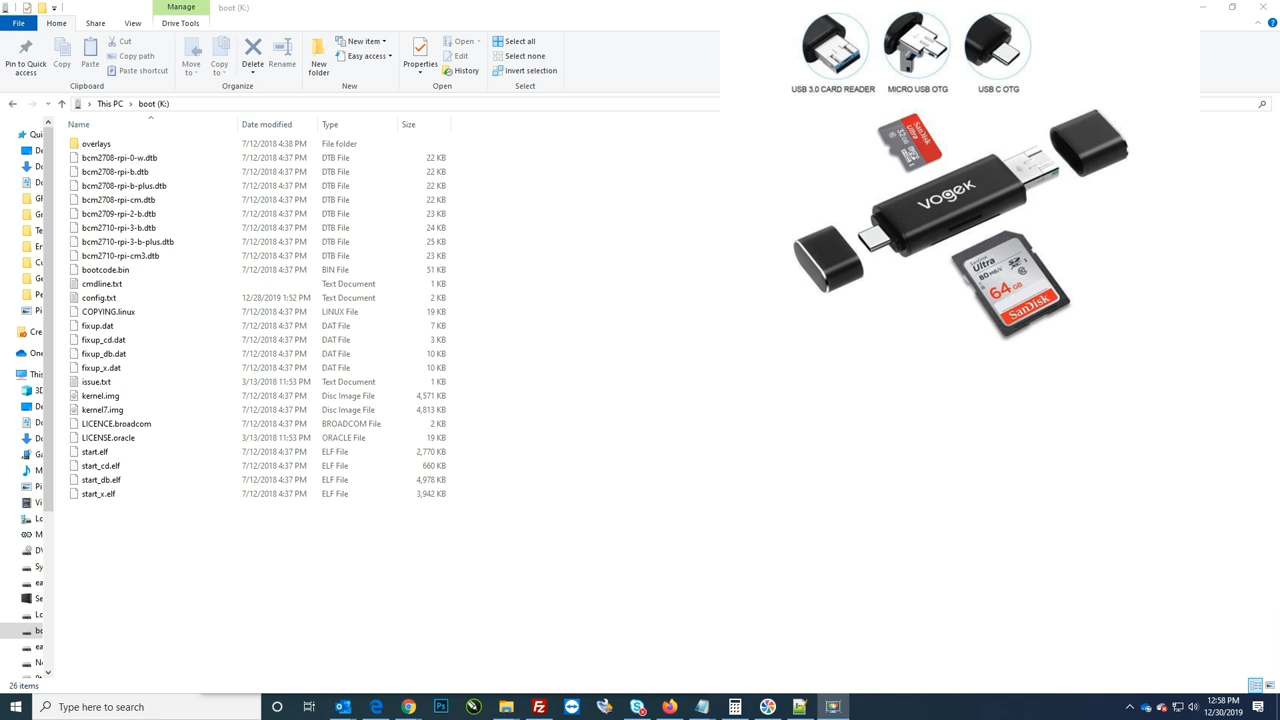 Manage
boot (K:)
File
Home
Share
View
Drive Tools
Pin to Quick access
Copy
Paste
Cut
Copy path
Paste shortcut
Clipboard
Move to
Copy to
Delete
Rename
Organize
New folder
New item
Easy access
New
Properties
Open
Edit
History
Open
Select all
Select none
Invert selection
Select
This PC > boot (K:)
Name Date modified Type Size
overlays 7/12/2018 4:38 PM File folder
bcm2708-rpi-0-w.dtb 7/12/2018 4:37 PM DTB File 22 KB
bcm2708-rpi-b.dtb 7/12/2018 4:37 PM DTB File 22 KB
bcm2708-rpi-b-plus.dtb 7/12/2018 4:37 PM DTB File 22 KB
bcm2708-rpi-cm.dtb 7/12/2018 4:37 PM DTB File 22 KB
bcm2709-rpi-2-b.dtb 7/12/2018 4:37 PM DTB File 23 KB
bcm2710-rpi-3-b.dtb 7/12/2018 4:37 PM DTB File 24 KB
bcm2710-rpi-3-b-plus.dtb 7/12/2018 4:37 PM DTB File 25 KB
bcm2710-rpi-cm3.dtb 7/12/2018 4:37 PM DTB File 23 KB
bootcode.bin 7/12/2018 4:37 PM BIN File 51 KB
cmdline.txt Text Document 1 KB
config.txt 12/28/2019 1:52 PM Text Document 2 KB
COPYING.linux 7/12/2018 4:37 PM LINUX File 19 KB
fixup.dat 7/12/2018 4:37 PM DAT File 7 KB
fixup_cd.dat 7/12/2018 4:37 PM DAT File 3 KB
fixup_db.dat 7/12/2018 4:37 PM DAT File 10 KB
fixup_x.dat 7/12/2018 4:37 PM DAT File 10 KB
issue.txt 3/13/2018 11:53 PM Text Document 1 KB
kernel.img 7/12/2018 4:37 PM Disc Image File 4,571 KB
kernel7.img 7/12/2018 4:37 PM Disc Image File 4,813 KB
LICENCE.broadcom 7/12/2018 4:37 PM BROADCOM File 2 KB
LICENSE.oracle 3/13/2018 11:53 PM ORACLE File 19 KB
start.elf 7/12/2018 4:37 PM ELF File 2,770 KB
start_cd.elf 7/12/2018 4:37 PM ELF File 660 KB
start_db.elf 7/12/2018 4:37 PM ELF File 4,978 KB
start_x.elf 7/12/2018 4:37 PM ELF File 3,942 KB
USB 3.0 CARD READER
MICRO USB OTG
USB C OTG
SanDisk
Ultra
32GB
vogek
SanDisk
Ultra
80 MB/s
64 GB
SanDisk
26 items
Type here to search
12:58 PM
12/30/2019